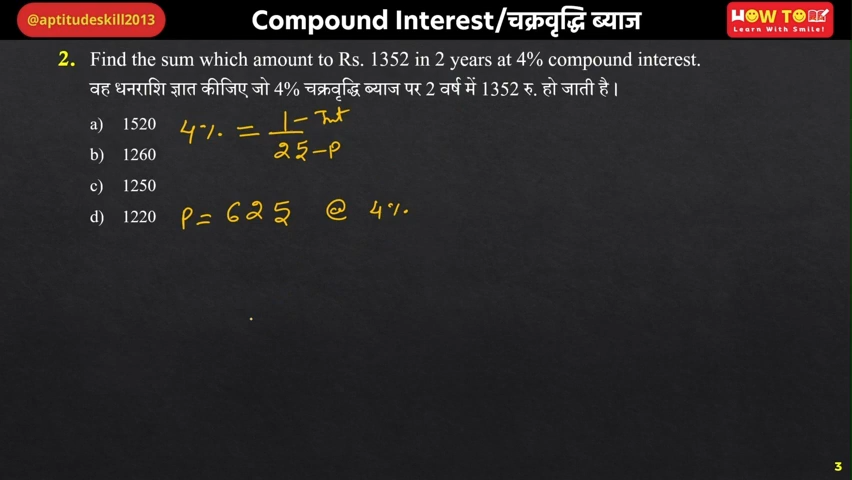 @aptitudeskill2013
Compound Interest/चक्रवृद्धि ब्याज
HOW TO
Learn With Smile!
2. Find the sum which amount to Rs. 1352 in 2 years at 4% compound interest.
वह धनराशि ज्ञात कीजिए जो 4% चक्रवृद्धि ब्याज पर 2 वर्ष में 1352 रु. हो जाती है।
a) 1520
b) 1260
c) 1250
d) 1220
4% = 1 - Int
25 - P
P = 625 @ 4%
3